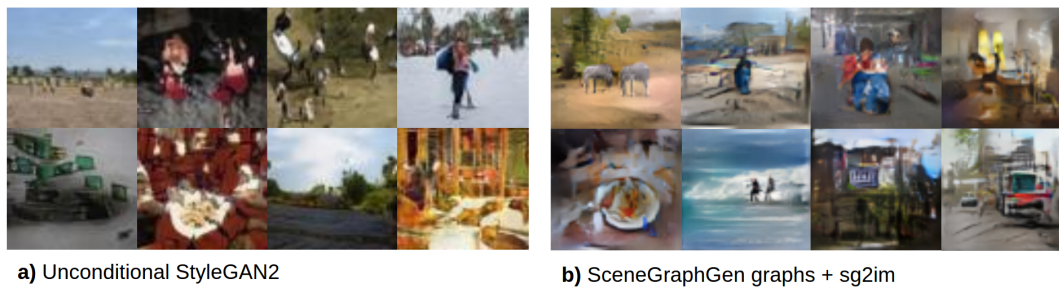 a) Unconditional StyleGAN2
b) SceneGraphGen graphs + sg2im